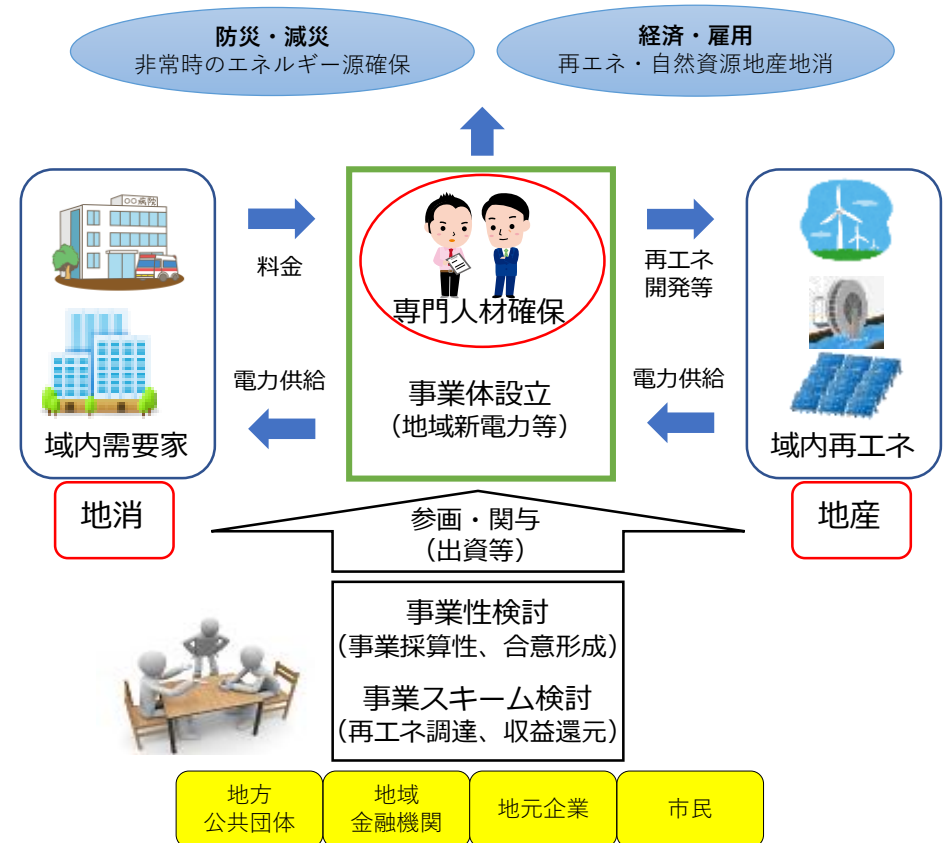 防災・減災
非常時のエネルギー源確保
経済・雇用
再エネ・自然資源地産地消
○○病院
料金
電力供給
域内需要家
地消
専門人材確保
事業体設立
(地域新電力等)
再エネ
開発等
電力供給
域内再エネ
地産
参画・関与
(出資等)
事業性検討
(事業採算性、合意形成)
事業スキーム検討
(再エネ調達、収益還元)
地方
公共団体
地域
金融機関
地元企業
市民